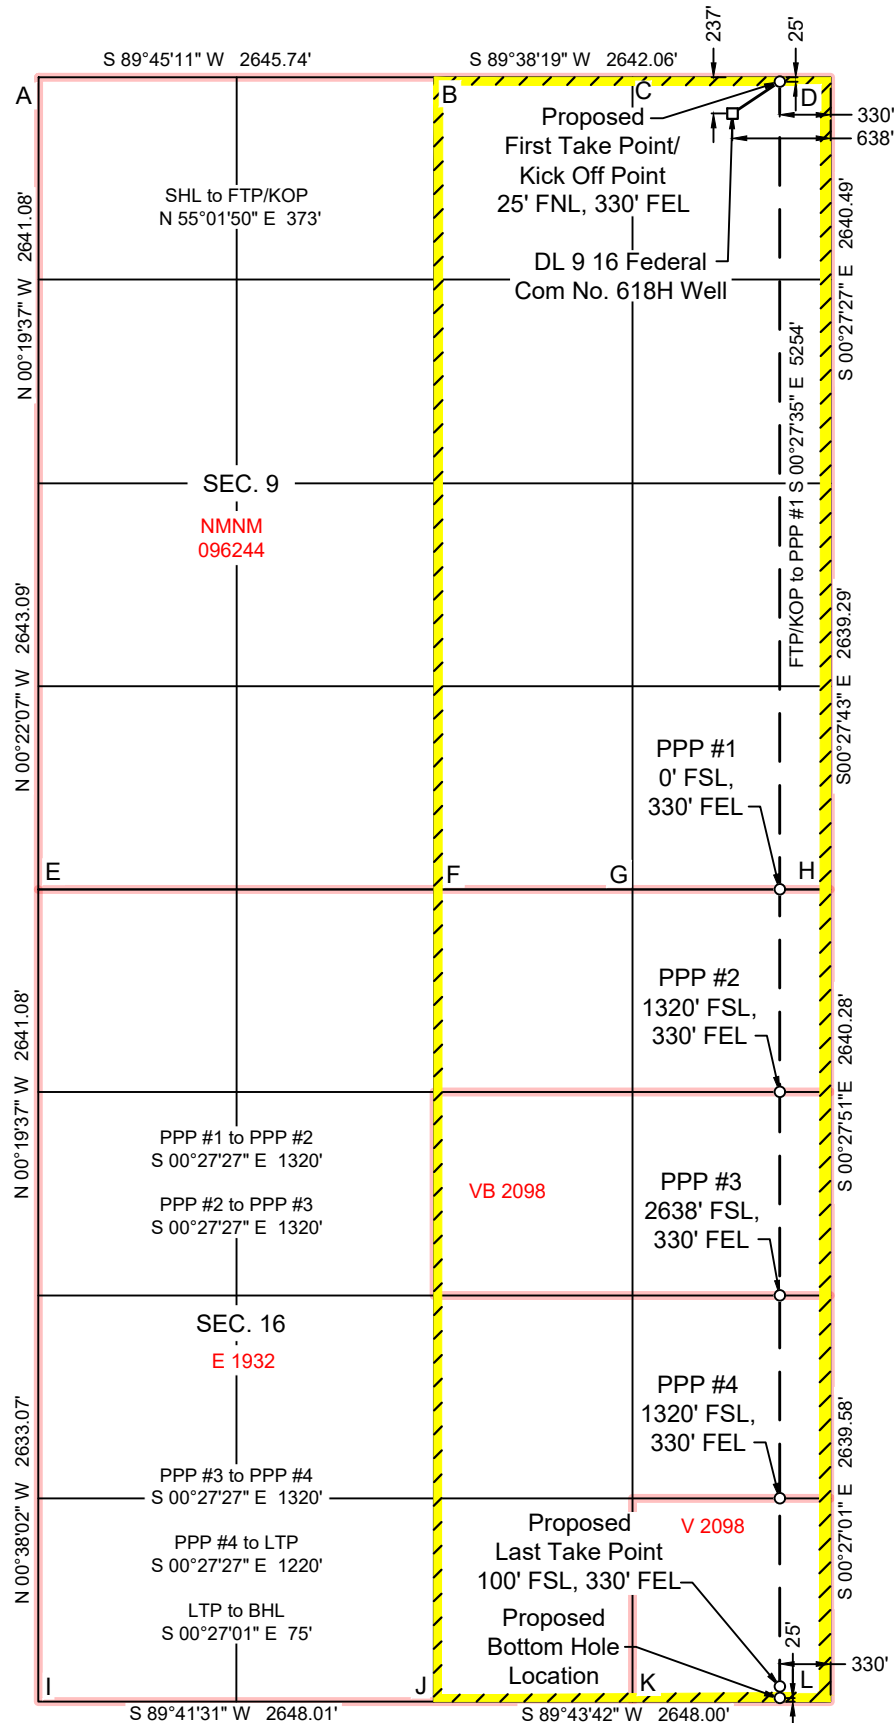 S 89°45'11" W 2645.74'
S 89°38'19" W 2642.06'
237'
25'
A
B
C
D
330'
638'
Proposed
First Take Point/
Kick Off Point
25' FNL, 330' FEL
SHL to FTP/KOP
N 55°01'50" E 373'
N 00°19'37" W 2641.08'
S 00°27'27" E 2640.49'
DL 9 16 Federal
Com No. 618H Well
FTP/KOP to PPP #1 S 00°27'35" E 5254'
SEC. 9
NMNM
096244
N 00°22'07" W 2643.09'
S00°27'43" E 2639.29'
PPP #1
0' FSL,
330' FEL
E
F
G
H
PPP #2
1320' FSL,
330' FEL
N 00°19'37" W 2641.08'
S 00°27'51"E 2640.28'
PPP #1 to PPP #2
S 00°27'27" E 1320'
PPP #2 to PPP #3
S 00°27'27" E 1320'
VB 2098
PPP #3
2638' FSL,
330' FEL
SEC. 16
E 1932
PPP #4
1320' FSL,
330' FEL
N 00°38'02" W 2633.07'
S 00°27'01" E 2639.58'
PPP #3 to PPP #4
S 00°27'27" E 1320'
PPP #4 to LTP
S 00°27'27" E 1220'
LTP to BHL
S 00°27'01" E 75'
V 2098
Proposed
Last Take Point
100' FSL, 330' FEL
Proposed
Bottom Hole
Location
25'
330'
I
J
K
L
S 89°41'31" W 2648.01'
S 89°43'42" W 2648.00'